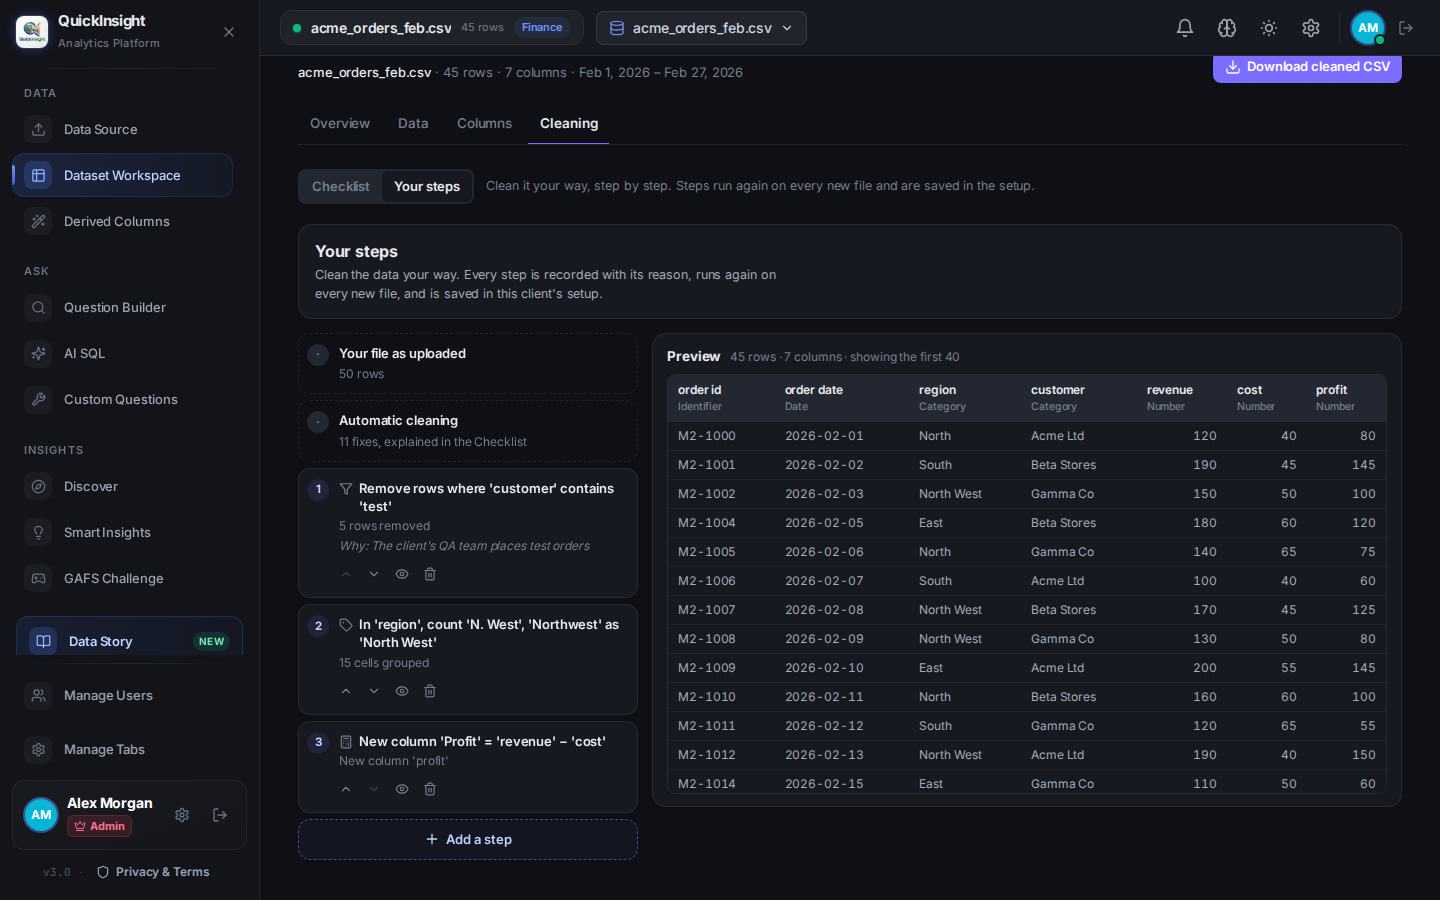 QuickInsight
Analytics Platform
acme_orders_feb.csv 45 rows Finance
acme_orders_feb.csv
AM
DATA
Data Source
Dataset Workspace
Derived Columns
ASK
Question Builder
AI SQL
Custom Questions
INSIGHTS
Discover
Smart Insights
GAFS Challenge
Data Story NEW
Manage Users
Manage Tabs
AM
Alex Morgan
Admin
v3.0 · Privacy & Terms
acme_orders_feb.csv · 45 rows · 7 columns · Feb 1, 2026 – Feb 27, 2026
Download cleaned CSV
Overview Data Columns Cleaning
Checklist Your steps Clean it your way, step by step. Steps run again on every new file and are saved in the setup.
Your steps
Clean the data your way. Every step is recorded with its reason, runs again on
every new file, and is saved in this client's setup.
Your file as uploaded
50 rows
Automatic cleaning
11 fixes, explained in the Checklist
1 Remove rows where 'customer' contains
'test'
5 rows removed
Why: The client's QA team places test orders
2 In 'region', count 'N. West', 'Northwest' as
'North West'
15 cells grouped
3 New column 'Profit' = 'revenue' − 'cost'
New column 'profit'
+ Add a step
Preview 45 rows · 7 columns · showing the first 40
order id order date region customer revenue cost profit
Identifier Date Category Category Number Number Number
M2-1000 2026-02-01 North Acme Ltd 120 40 80
M2-1001 2026-02-02 South Beta Stores 190 45 145
M2-1002 2026-02-03 North West Gamma Co 150 50 100
M2-1004 2026-02-05 East Beta Stores 180 60 120
M2-1005 2026-02-06 North Gamma Co 140 65 75
M2-1006 2026-02-07 South Acme Ltd 100 40 60
M2-1007 2026-02-08 North West Beta Stores 170 45 125
M2-1008 2026-02-09 North West Gamma Co 130 50 80
M2-1009 2026-02-10 East Acme Ltd 200 55 145
M2-1010 2026-02-11 North Beta Stores 160 60 100
M2-1011 2026-02-12 South Gamma Co 120 65 55
M2-1012 2026-02-13 North West Acme Ltd 190 40 150
M2-1014 2026-02-15 East Gamma Co 110 50 60